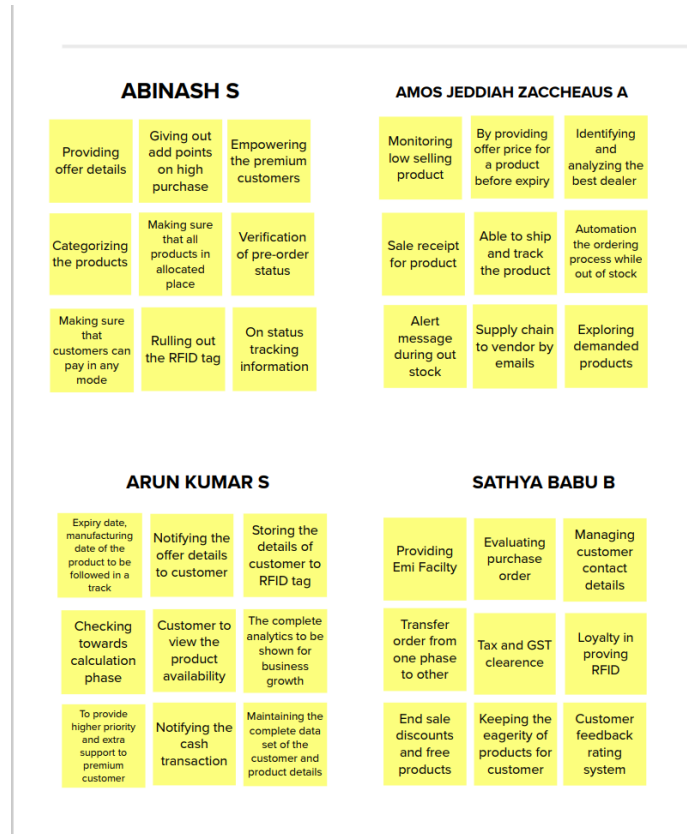 ABINASH S
Providing
offer details
Giving out
add points
on high
purchase
Empowering
the premium
customers
Categorizing
the products
Making sure
that all
products in
allocated
place
Verification
of pre-order
status
Making sure
that
customers can
pay in any
mode
Rulling out
the RFID tag
On status
tracking
information
AMOS JEDDIAH ZACCHEAUS A
Monitoring
low selling
product
By providing
offer price for
a product
before expiry
Identifying
and
analyzing the
best dealer
Sale receipt
for product
Able to ship
and track
the product
Automation
the ordering
process while
out of stock
Alert
message
during out
stock
Supply chain
to vendor by
emails
Exploring
demanded
products
ARUN KUMAR S
Expiry date,
manufacturing
date of the
product to be
followed in a
track
Notifying the
offer details
to customer
Storing the
details of
customer to
RFID tag
Checking
towards
calculation
phase
Customer to
view the
product
availability
The complete
analytics to be
shown for
business
growth
To provide
higher priority
and extra
support to
premium
customer
Notifying the
cash
transaction
Maintaining the
complete data
set of the
customer and
product details
SATHYA BABU B
Providing
Emi Facilty
Evaluating
purchase
order
Managing
customer
contact
details
Transfer
order from
one phase
to other
Tax and GST
clearence
Loyalty in
proving
RFID
End sale
discounts
and free
products
Keeping the
eagerity of
products for
customer
Customer
feedback
rating
system